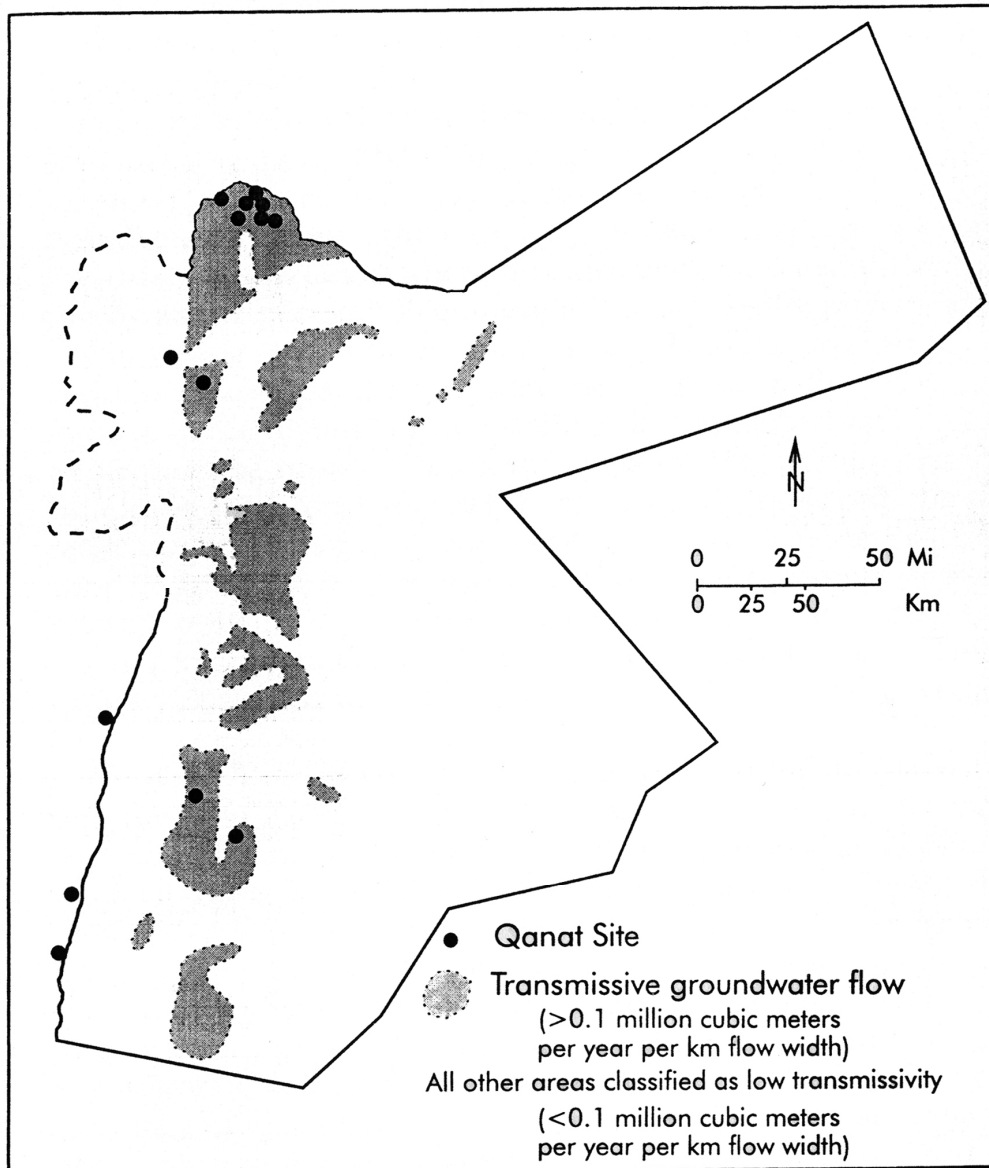 N
0 25 50 Mi
0 25 50 Km
Qanat Site
Transmissive groundwater flow
(>0.1 million cubic meters
per year per km flow width)
All other areas classified as low transmissivity
(<0.1 million cubic meters
per year per km flow width)